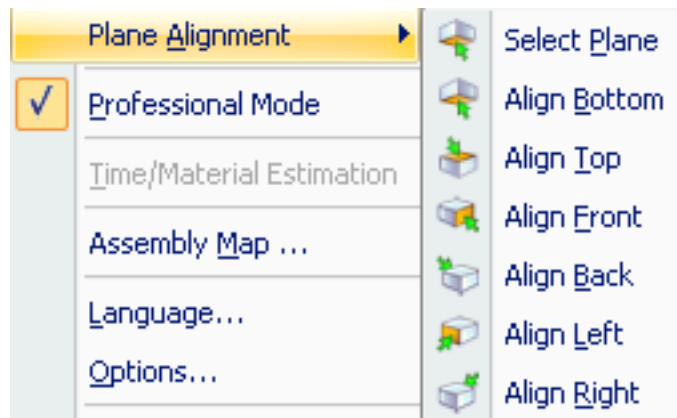 Plane Alignment
Professional Mode
Time/Material Estimation
Assembly Map ...
Language...
Options...
Select Plane
Align Bottom
Align Top
Align Front
Align Back
Align Left
Align Right